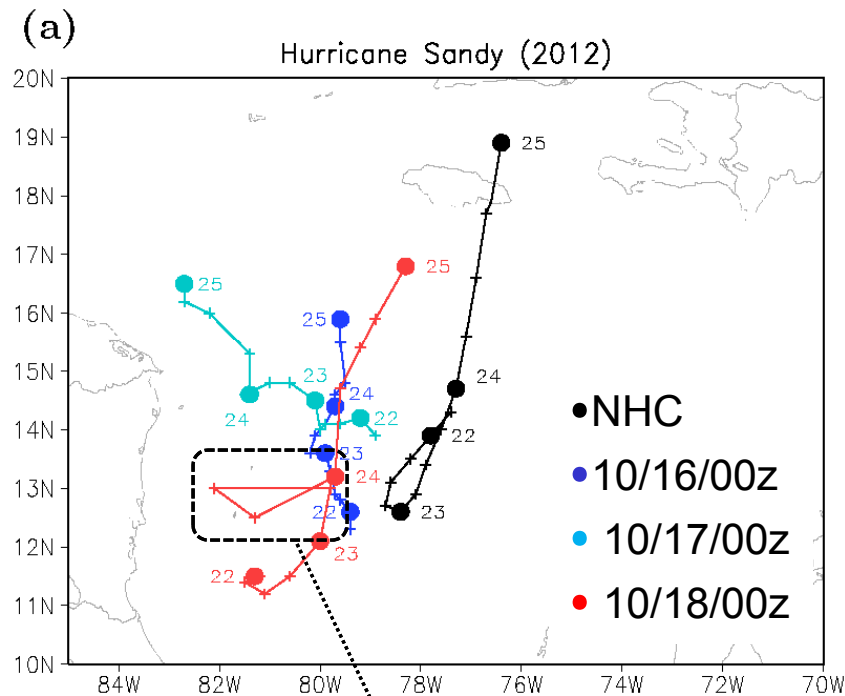 (a)
Hurricane Sandy (2012)
20N
19N
18N
17N
16N
15N
14N
13N
12N
11N
10N
84W 82W 80W 78W 76W 74W 72W 70W
25
25
25
25
24
23
24
24
22
22
23
24
22
23
23
22
NHC
10/16/00z
10/17/00z
10/18/00z